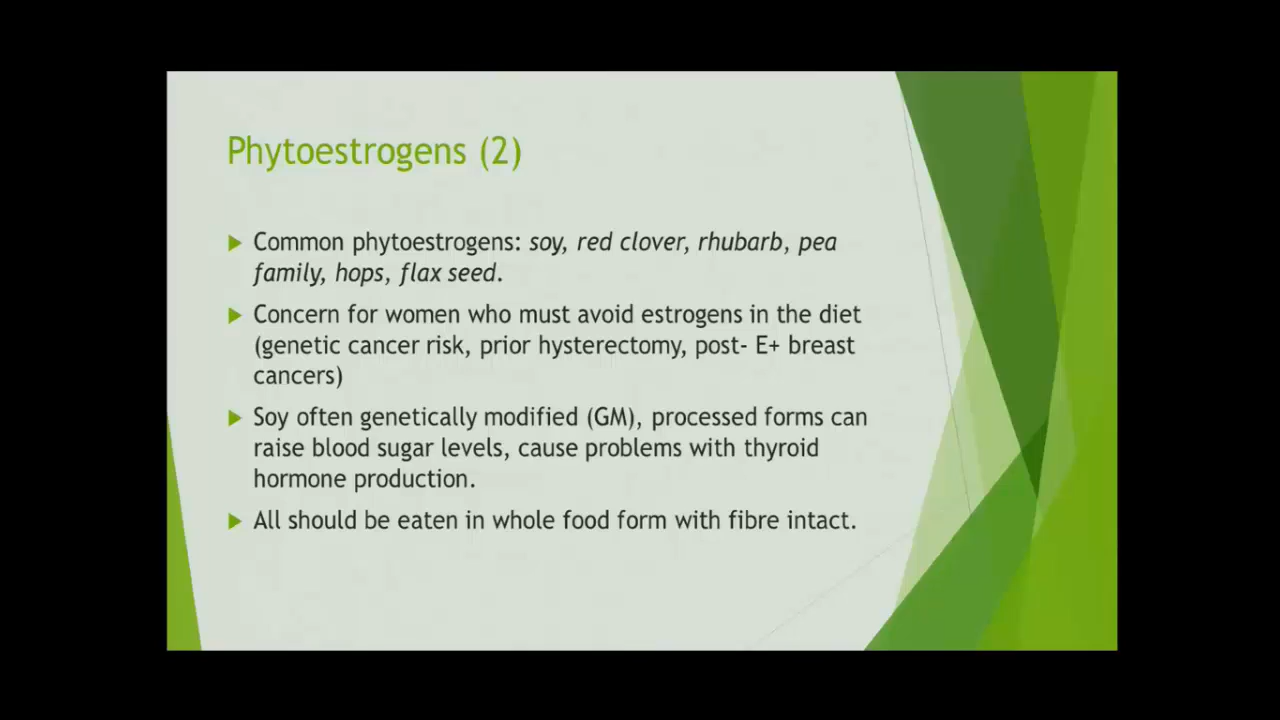 Phytoestrogens (2)
Common phytoestrogens: soy, red clover, rhubarb, pea
family, hops, flax seed.
Concern for women who must avoid estrogens in the diet
(genetic cancer risk, prior hysterectomy, post- E+ breast
cancers)
Soy often genetically modified (GM), processed forms can
raise blood sugar levels, cause problems with thyroid
hormone production.
All should be eaten in whole food form with fibre intact.